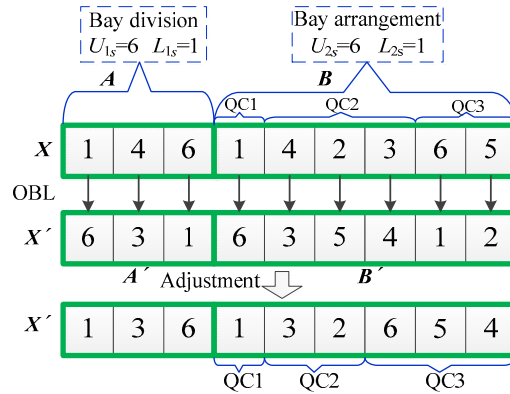 Bay division
U1s=6 L1s=1
Bay arrangement
U2s=6 L2s=1
A
B
QC1 QC2 QC3
X 1 4 6 1 4 2 3 6 5
OBL
X´ 6 3 1 6 3 5 4 1 2
A´ Adjustment B´
X´ 1 3 6 1 3 2 6 5 4
QC1 QC2 QC3